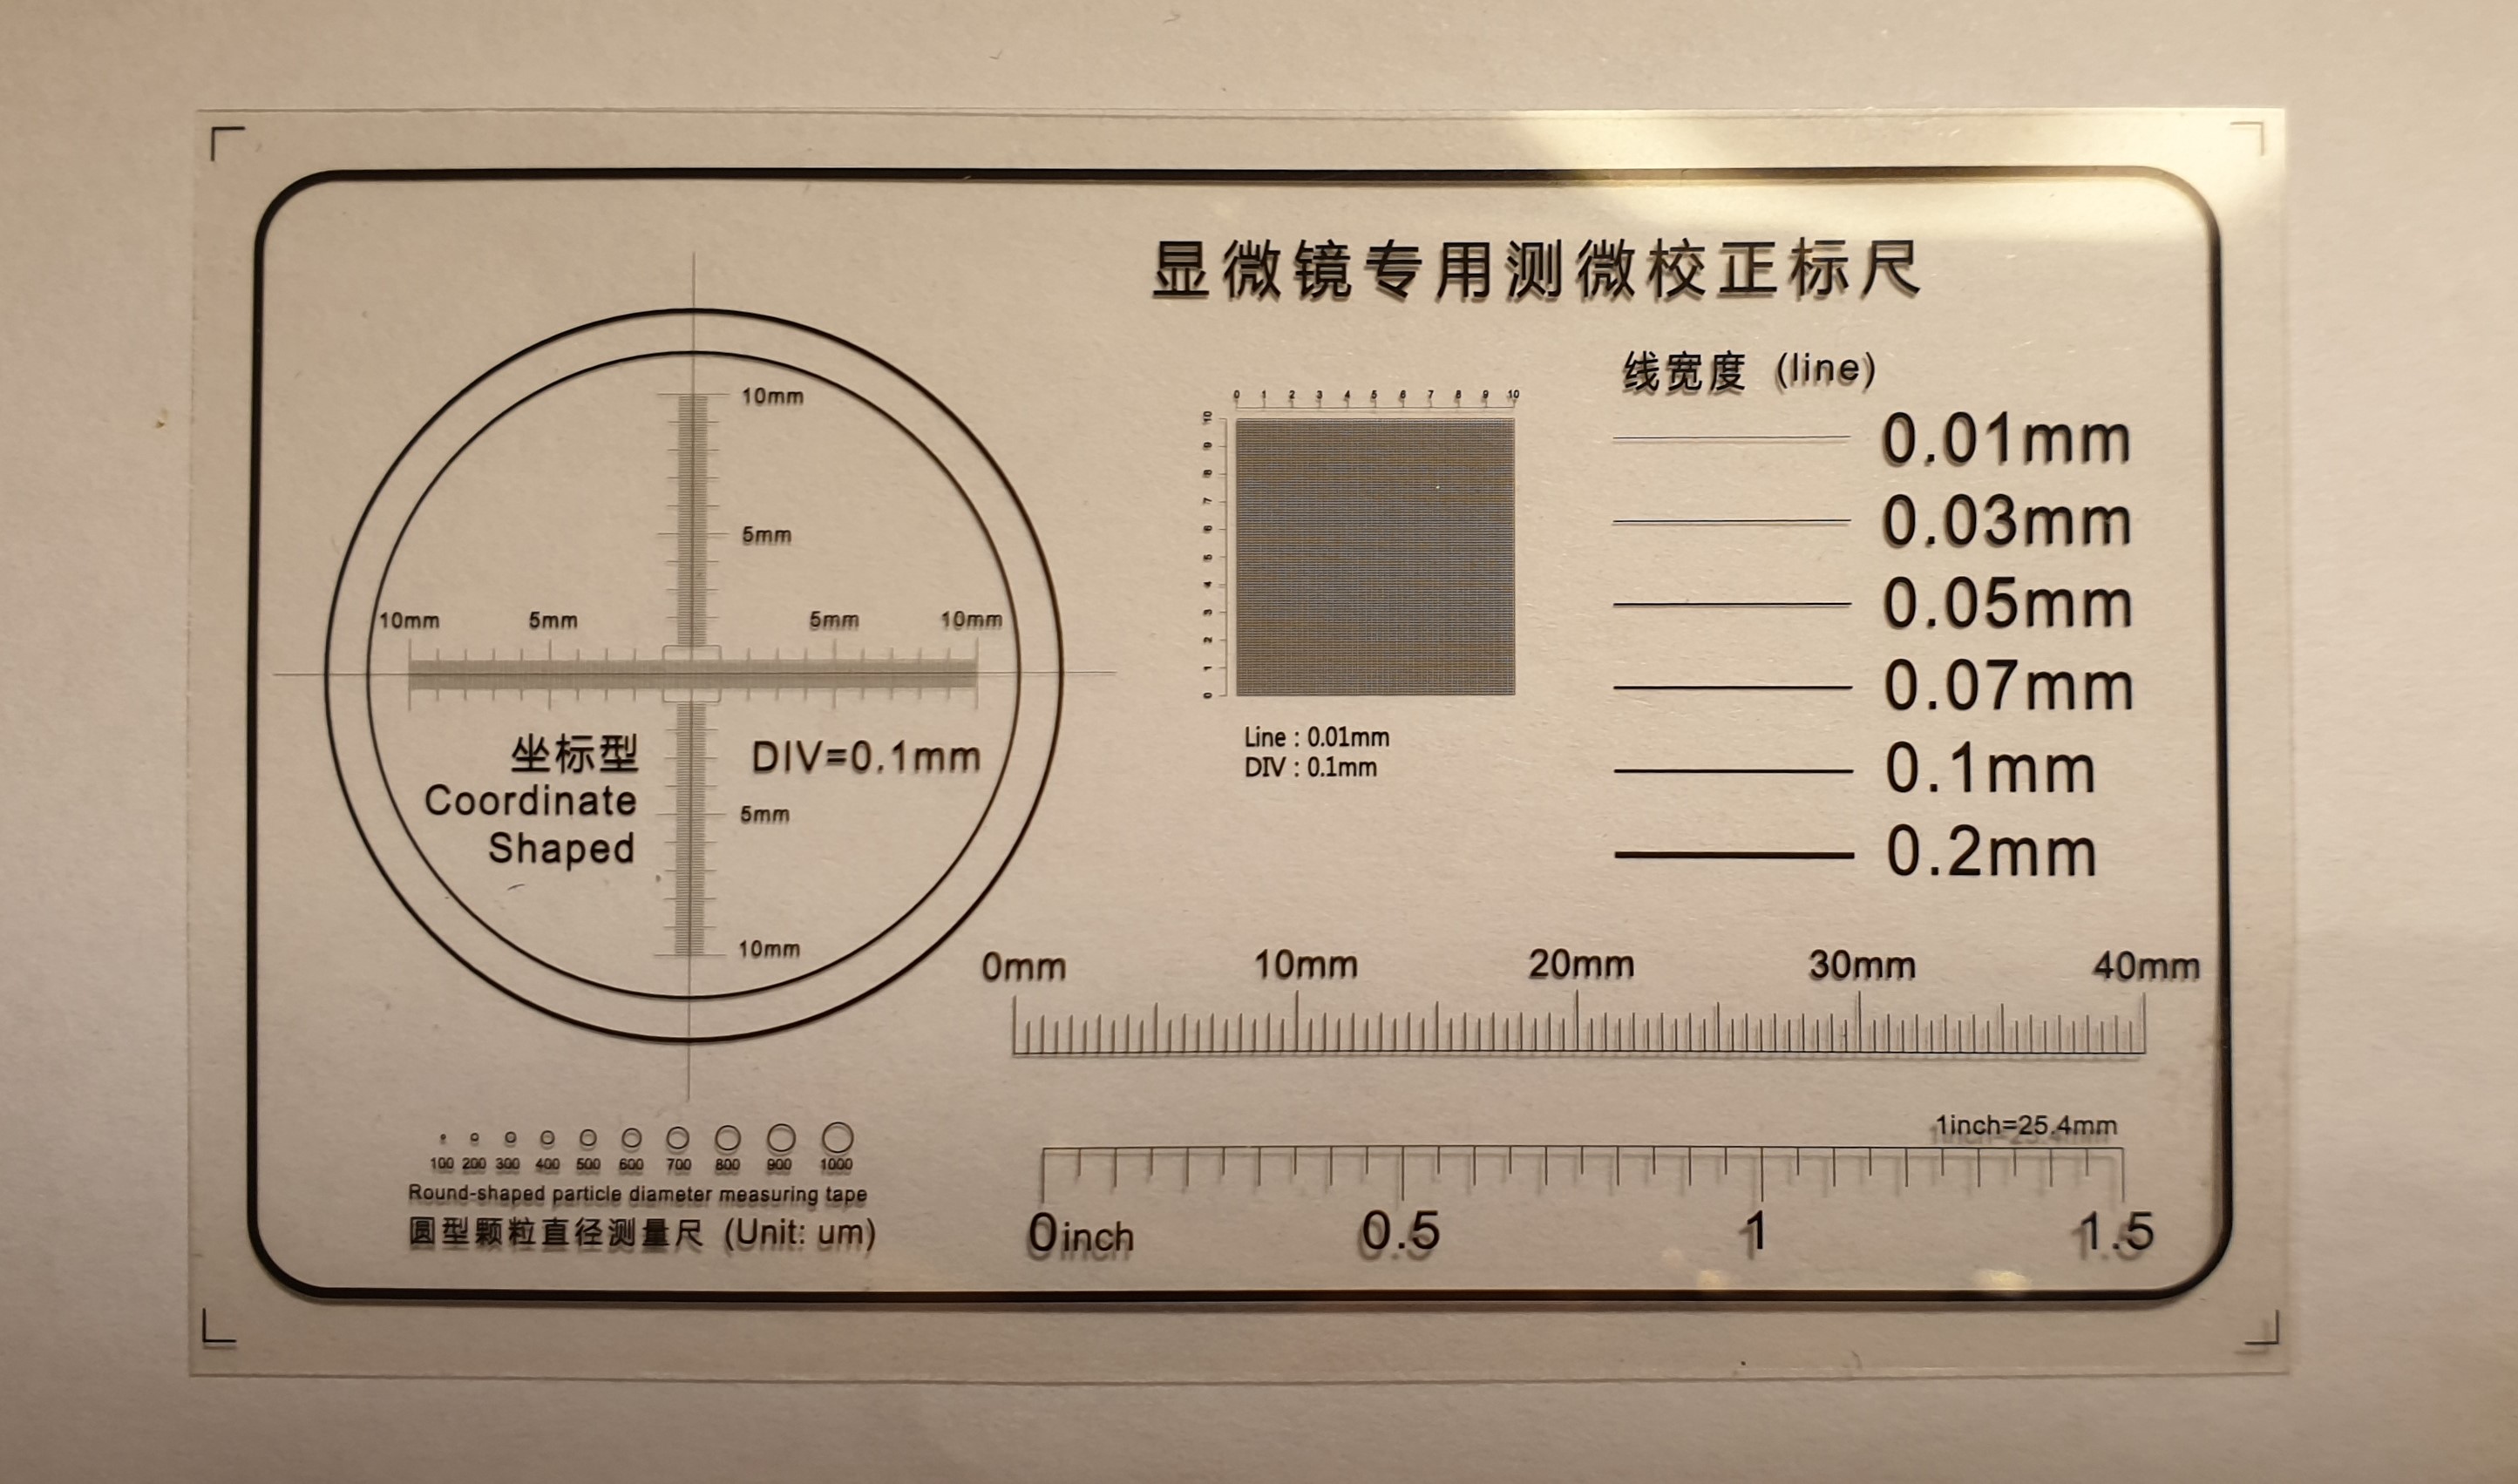 显微镜专用测微校正标尺
10mm
5mm
10mm 5mm 5mm 10mm
坐标型
Coordinate
Shaped
DIV=0.1mm
5mm
10mm
0 1 2 3 4 5 6 7 8 9 10
10
9
8
7
6
5
4
3
2
1
0
Line : 0.01mm
DIV : 0.1mm
线宽度 (line)
0.01mm
0.03mm
0.05mm
0.07mm
0.1mm
0.2mm
0mm 10mm 20mm 30mm 40mm
100 200 300 400 500 600 700 800 900 1000
Round-shaped particle diameter measuring tape
圆型颗粒直径测量尺 (Unit: um)
1inch=25.4mm
0inch 0.5 1 1.5